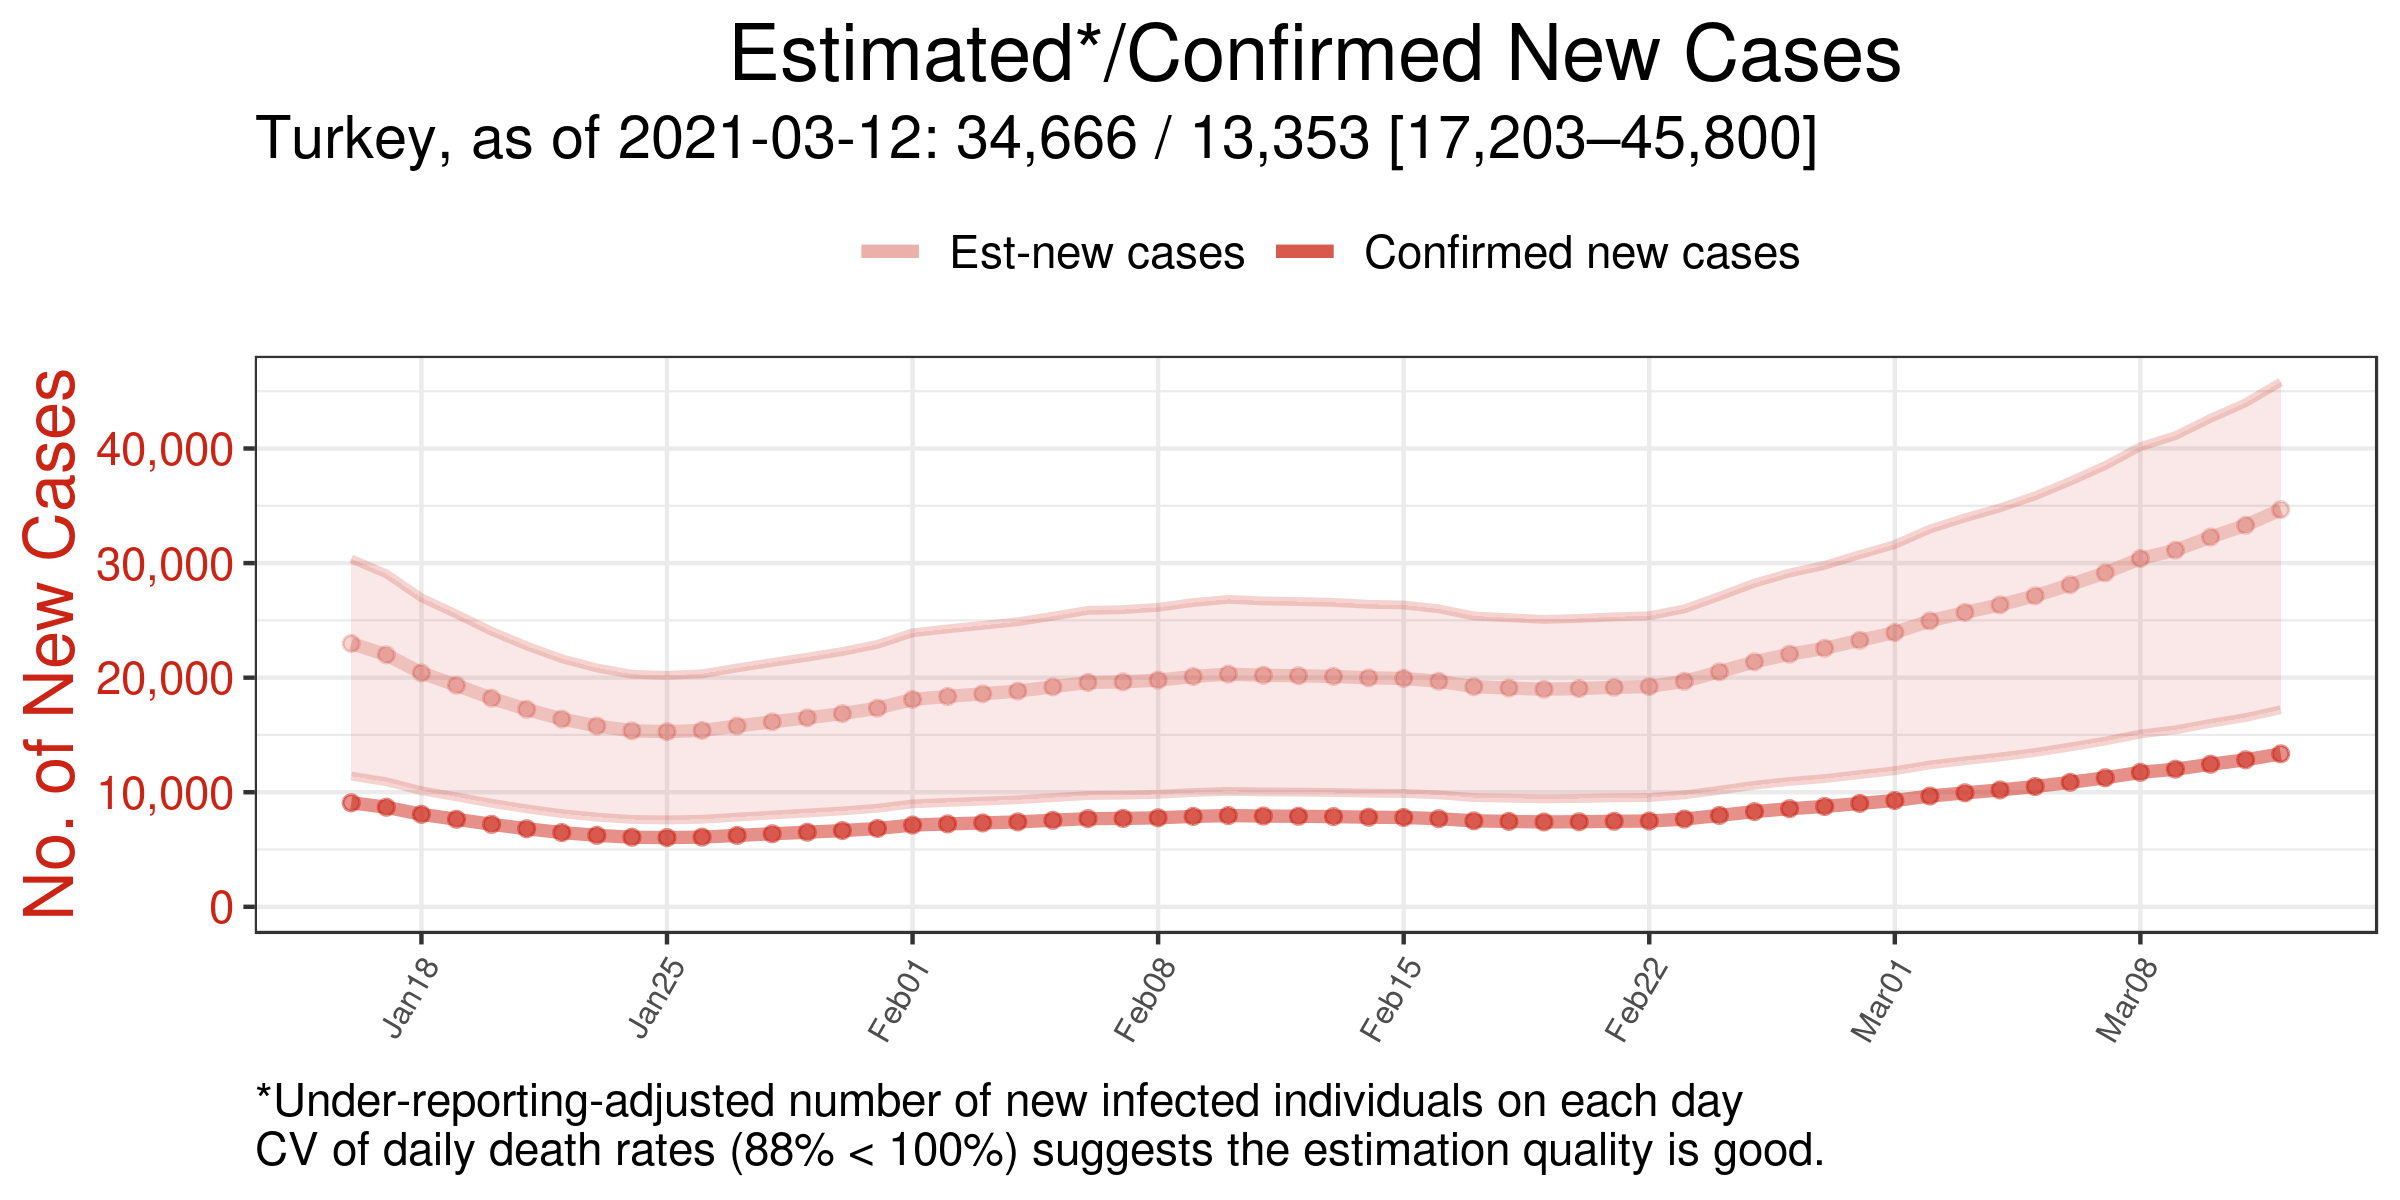 Estimated*/Confirmed New Cases
Turkey, as of 2021-03-12: 34,666 / 13,353 [17,203–45,800]
Est-new cases
Confirmed new cases
No. of New Cases
40,000
30,000
20,000
10,000
0
Jan18
Jan25
Feb01
Feb08
Feb15
Feb22
Mar01
Mar08
*Under-reporting-adjusted number of new infected individuals on each day
CV of daily death rates (88% < 100%) suggests the estimation quality is good.